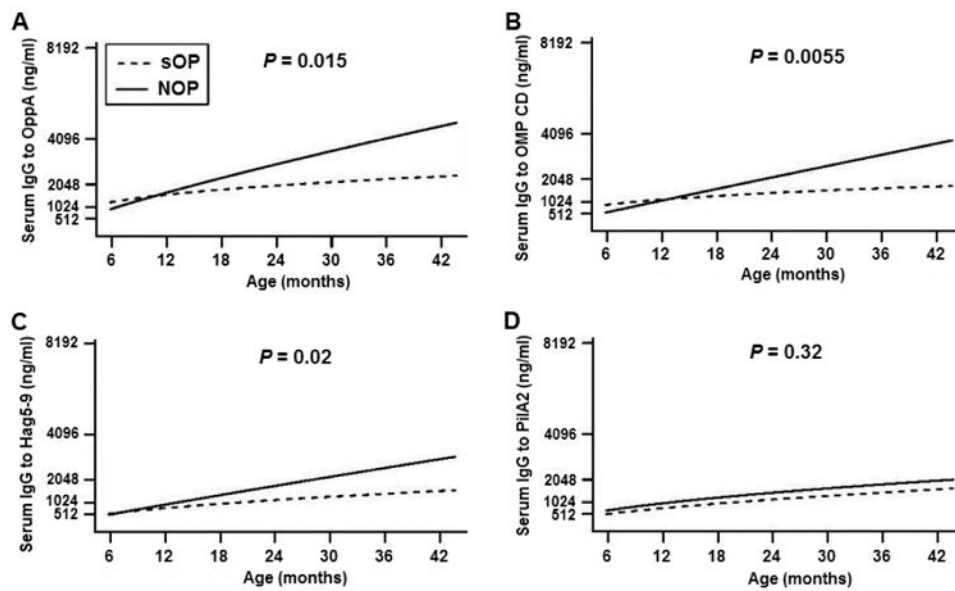 A
Serum IgG to OppA (ng/ml)
8192
4096
2048
1024
512
sOP
NOP
P = 0.015
6 12 18 24 30 36 42
Age (months)
B
Serum IgG to OMP CD (ng/ml)
8192
4096
2048
1024
512
P = 0.0055
6 12 18 24 30 36 42
Age (months)
C
Serum IgG to Hag5-9 (ng/ml)
8192
4096
2048
1024
512
P = 0.02
6 12 18 24 30 36 42
Age (months)
D
Serum IgG to PilA2 (ng/ml)
8192
4096
2048
1024
512
P = 0.32
6 12 18 24 30 36 42
Age (months)